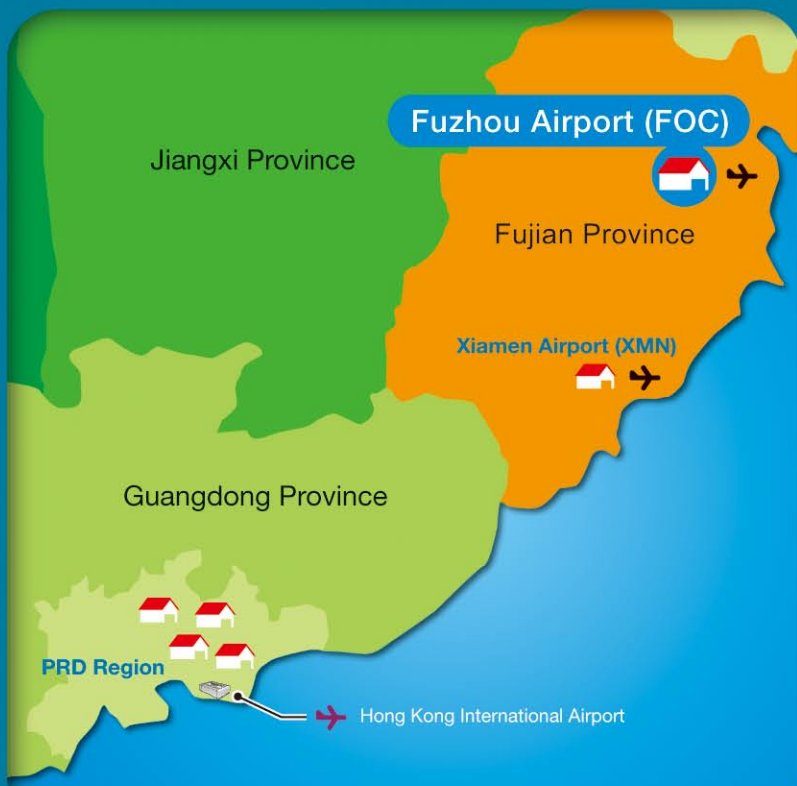 Fuzhou Airport (FOC)
Jiangxi Province
Fujian Province
Xiamen Airport (XMN)
Guangdong Province
PRD Region
Hong Kong International Airport